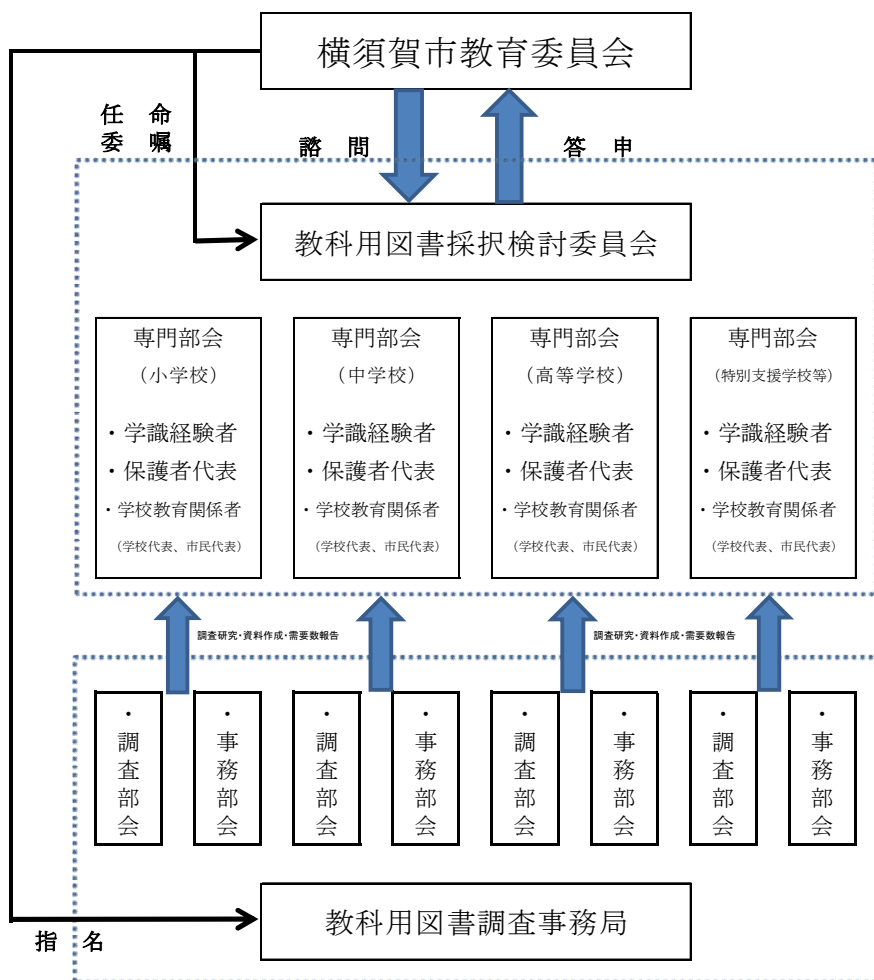 横須賀市教育委員会
任　命
委　嘱
諮　問
答　申
教科用図書採択検討委員会
専門部会
（小学校）
・学識経験者
・保護者代表
・学校教育関係者
（学校代表、市民代表）
専門部会
（中学校）
・学識経験者
・保護者代表
・学校教育関係者
（学校代表、市民代表）
専門部会
（高等学校）
・学識経験者
・保護者代表
・学校教育関係者
（学校代表、市民代表）
専門部会
（特別支援学校等）
・学識経験者
・保護者代表
・学校教育関係者
（学校代表、市民代表）
調査研究・資料作成・需要数報告
調査研究・資料作成・需要数報告
・調査部会
・事務部会
・調査部会
・事務部会
・調査部会
・事務部会
・調査部会
・事務部会
教科用図書調査事務局
指　名